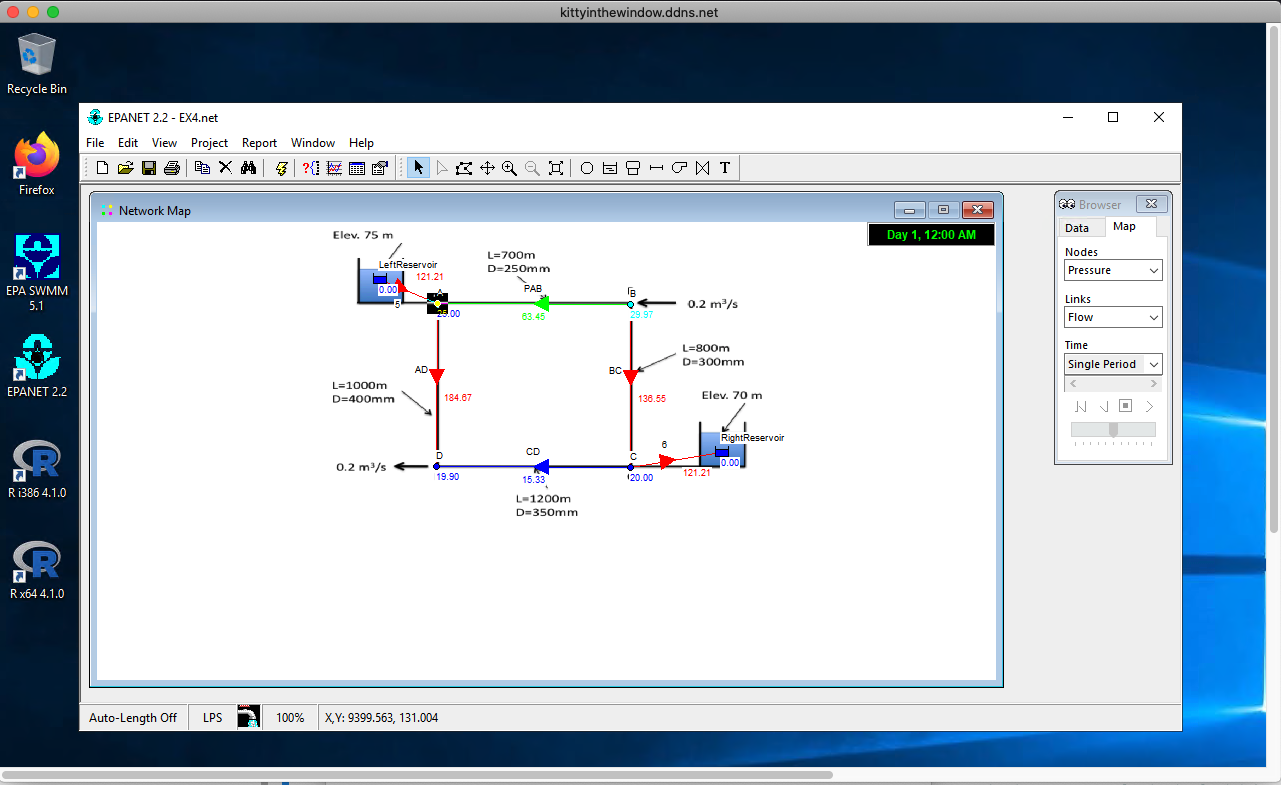 kittyinthewindow.ddns.net
Recycle Bin
Firefox
EPA SWMM
5.1
EPANET 2.2
R i386 4.1.0
R x64 4.1.0
EPANET 2.2 - EX4.net
File Edit View Project Report Window Help
Network Map
Day 1, 12:00 AM
Elev. 75 m
LeftReservoir
121.21
0.00
5
A
25.00
L=700m
D=250mm
PAB
63.45
B
29.97
0.2 m³/s
AD
184.67
L=1000m
D=400mm
BC
136.55
L=800m
D=300mm
Elev. 70 m
RightReservoir
0.00
6
121.21
C
20.00
CD
15.33
L=1200m
D=350mm
D
19.90
0.2 m³/s
Browser
Data Map
Nodes
Pressure
Links
Flow
Time
Single Period
Auto-Length Off LPS 100% X,Y: 9399.563, 131.004